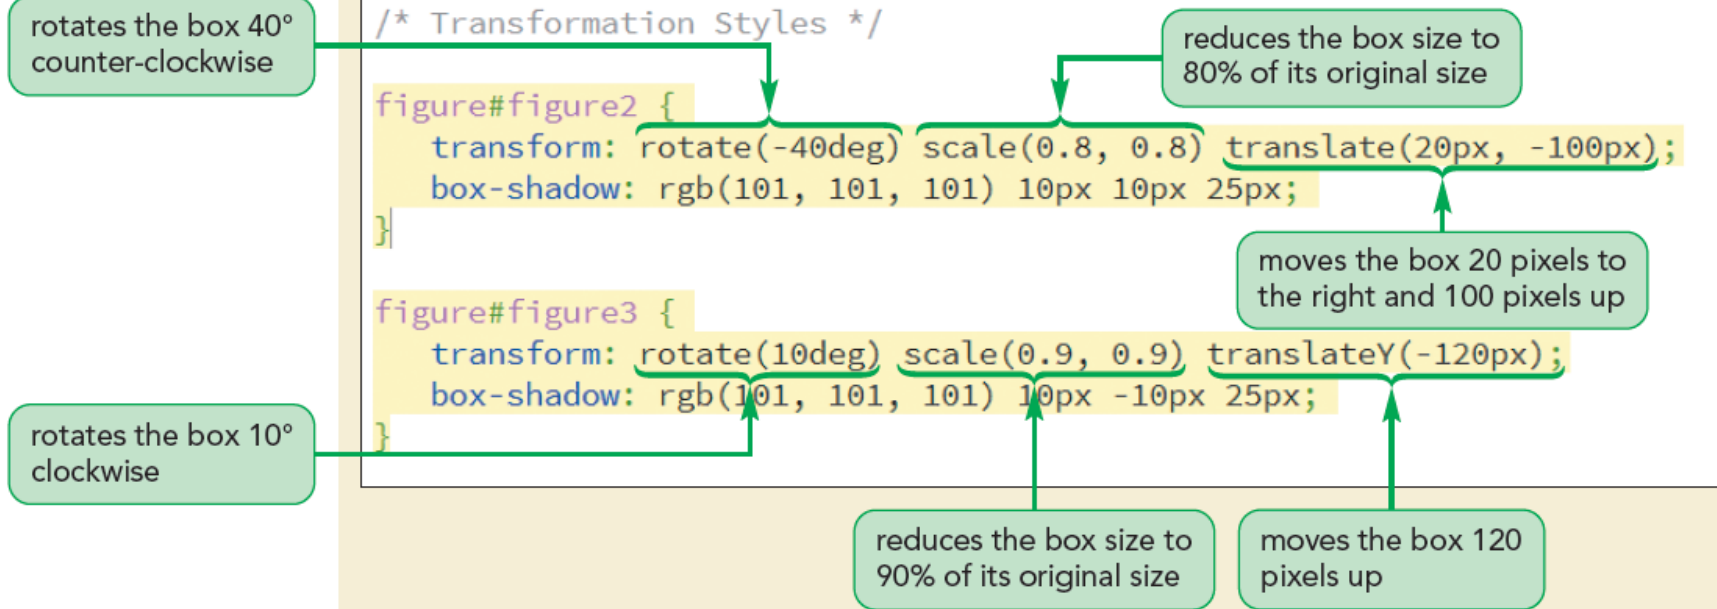 rotates the box 40°
counter-clockwise
/* Transformation Styles */
reduces the box size to
80% of its original size
figure#figure2 {
transform: rotate(-40deg) scale(0.8, 0.8) translate(20px, -100px);
box-shadow: rgb(101, 101, 101) 10px 10px 25px;
}
moves the box 20 pixels to
the right and 100 pixels up
figure#figure3 {
transform: rotate(10deg) scale(0.9, 0.9) translateY(-120px);
box-shadow: rgb(101, 101, 101) 10px -10px 25px;
}
rotates the box 10°
clockwise
reduces the box size to
90% of its original size
moves the box 120
pixels up